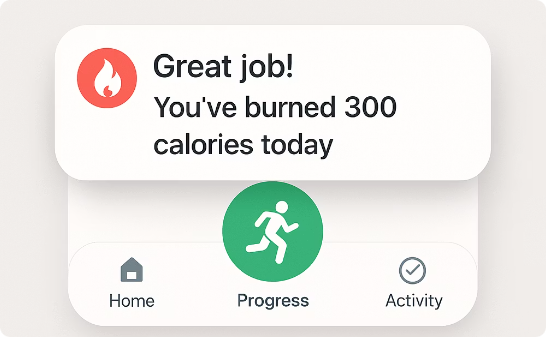 Great job!
You've burned 300
calories today
Home
Progress
Activity